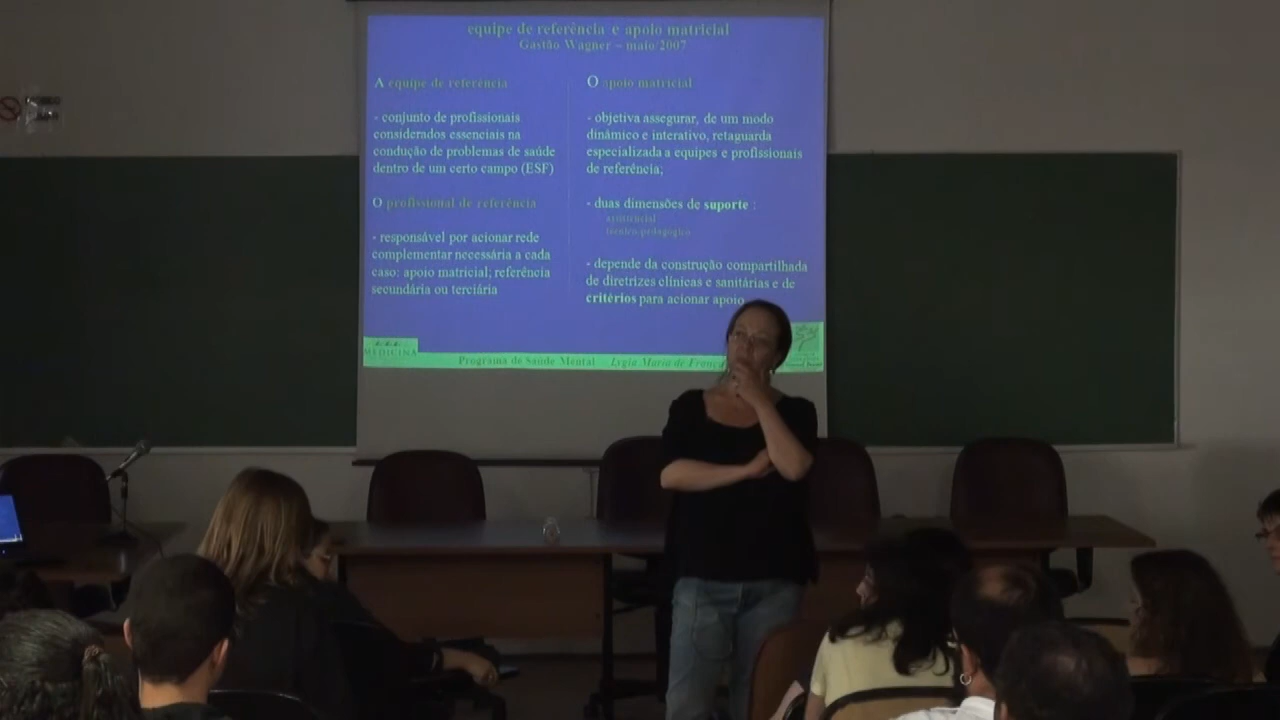 equipe de referência e apoio matricial
Gastão Wagner – maio/2007
A equipe de referência
- conjunto de profissionais
considerados essenciais na
condução de problemas de saúde
dentro de um certo campo (ESF)
O profissional de referência
- responsável por acionar rede
complementar necessária a cada
caso: apoio matricial; referência
secundária ou terciária
O apoio matricial
- objetiva assegurar, de um modo
dinâmico e interativo, retaguarda
especializada a equipes e profissionais
de referência;
- duas dimensões de suporte :
assistencial
técnico/pedagógico
- depende da construção compartilhada
de diretrizes clínicas e sanitárias e de
critérios para acionar apoio
MEDICINA
Programa de Saúde Mental - Lygia Maria de França